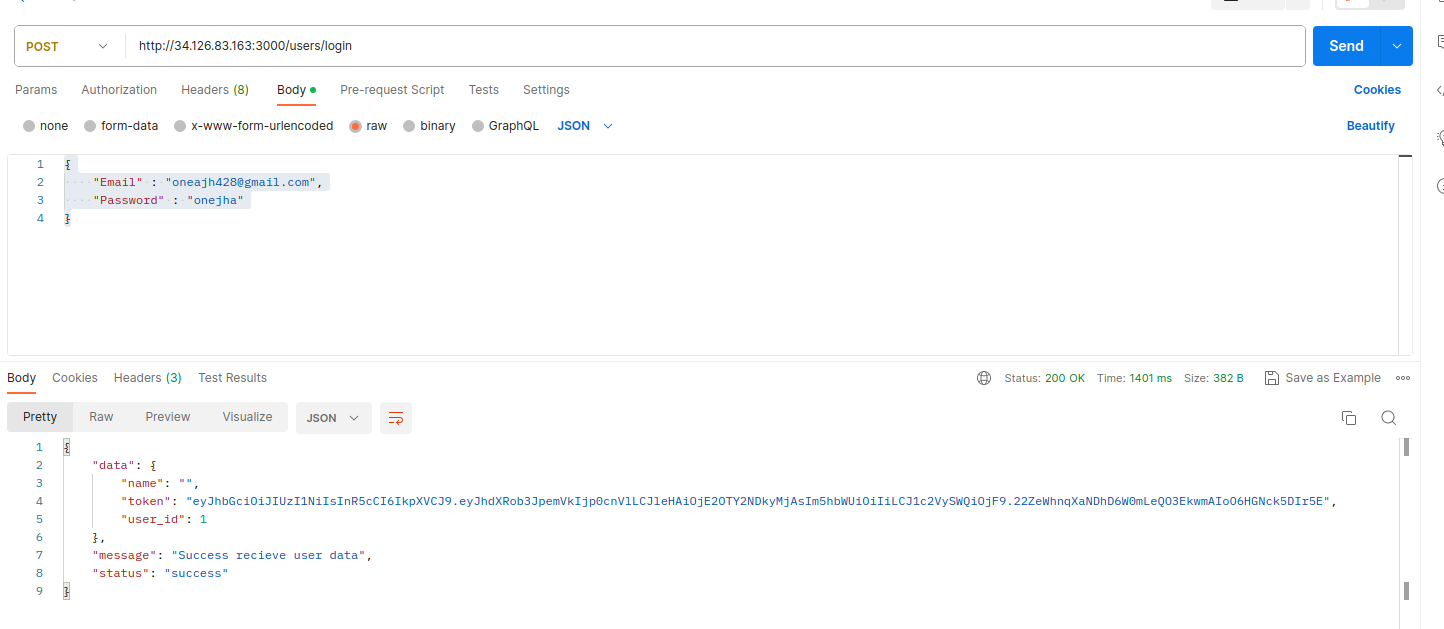 POST http://34.126.83.163:3000/users/login Send
Params Authorization Headers (8) Body Pre-request Script Tests Settings Cookies
none form-data x-www-form-urlencoded raw binary GraphQL JSON Beautify
1 {
2 "Email" : "oneajh428@gmail.com",
3 "Password" : "onejha"
4 }
Body Cookies Headers (3) Test Results Status: 200 OK Time: 1401 ms Size: 382 B Save as Example
Pretty Raw Preview Visualize JSON
1 {
2 "data": {
3 "name": "",
4 "token": "eyJhbGciOiJIUzI1NiIsInR5cCI6IkpXVCJ9.eyJhdXRob3JpemVkIjp0cnVlLCJleHAiOjE2OTY2NDkyMjAsIm5hbWUiOiIiLCJ1c2VySWQiOjF9.22ZeWhnqXaNDhD6W0mLeQO3EkwmAIoO6HGNck5DIr5E",
5 "user_id": 1
6 },
7 "message": "Success recieve user data",
8 "status": "success"
9 }